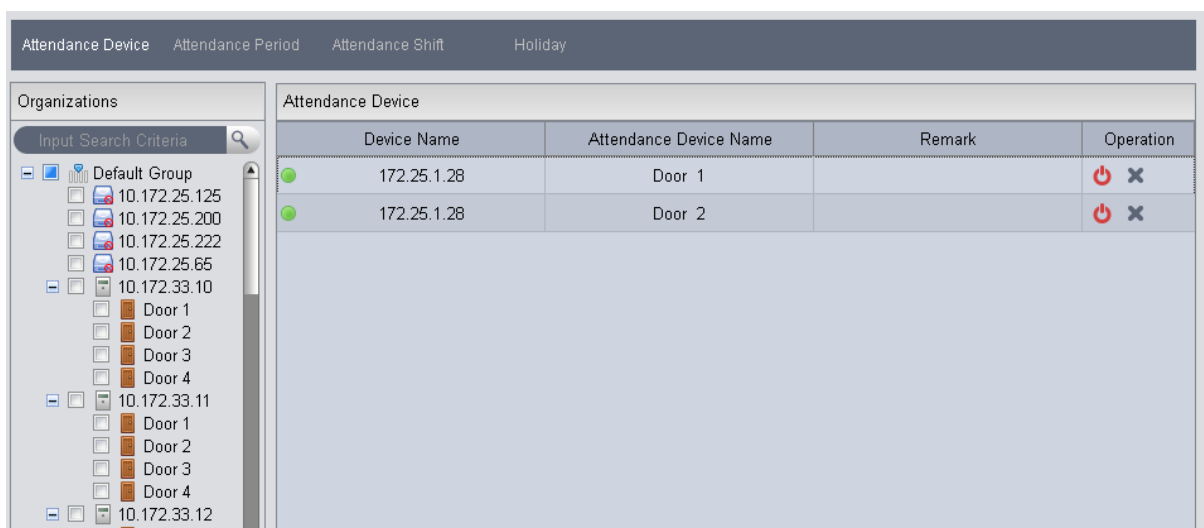 Attendance Device Attendance Period Attendance Shift Holiday
Organizations
Input Search Criteria
Default Group
10.172.25.125
10.172.25.200
10.172.25.222
10.172.25.65
10.172.33.10
Door 1
Door 2
Door 3
Door 4
10.172.33.11
Door 1
Door 2
Door 3
Door 4
10.172.33.12
Attendance Device
Device Name Attendance Device Name Remark Operation
172.25.1.28 Door 1
172.25.1.28 Door 2